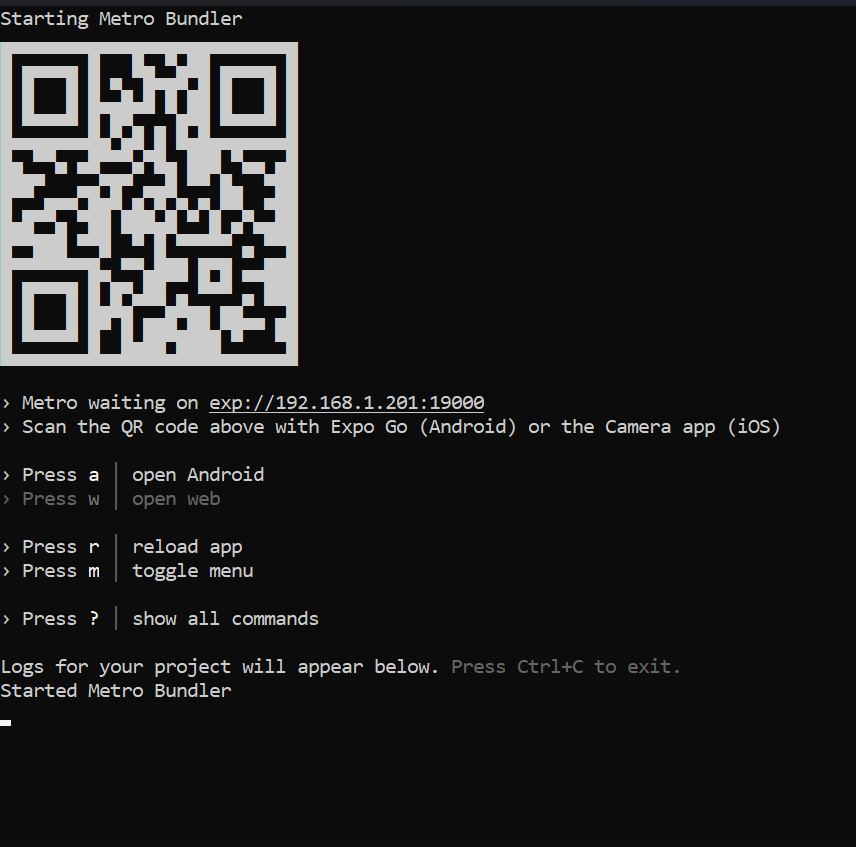 Starting Metro Bundler
› Metro waiting on exp://192.168.1.201:19000
› Scan the QR code above with Expo Go (Android) or the Camera app (iOS)
› Press a │ open Android
› Press w │ open web
› Press r │ reload app
› Press m │ toggle menu
› Press ? │ show all commands
Logs for your project will appear below. Press Ctrl+C to exit.
Started Metro Bundler